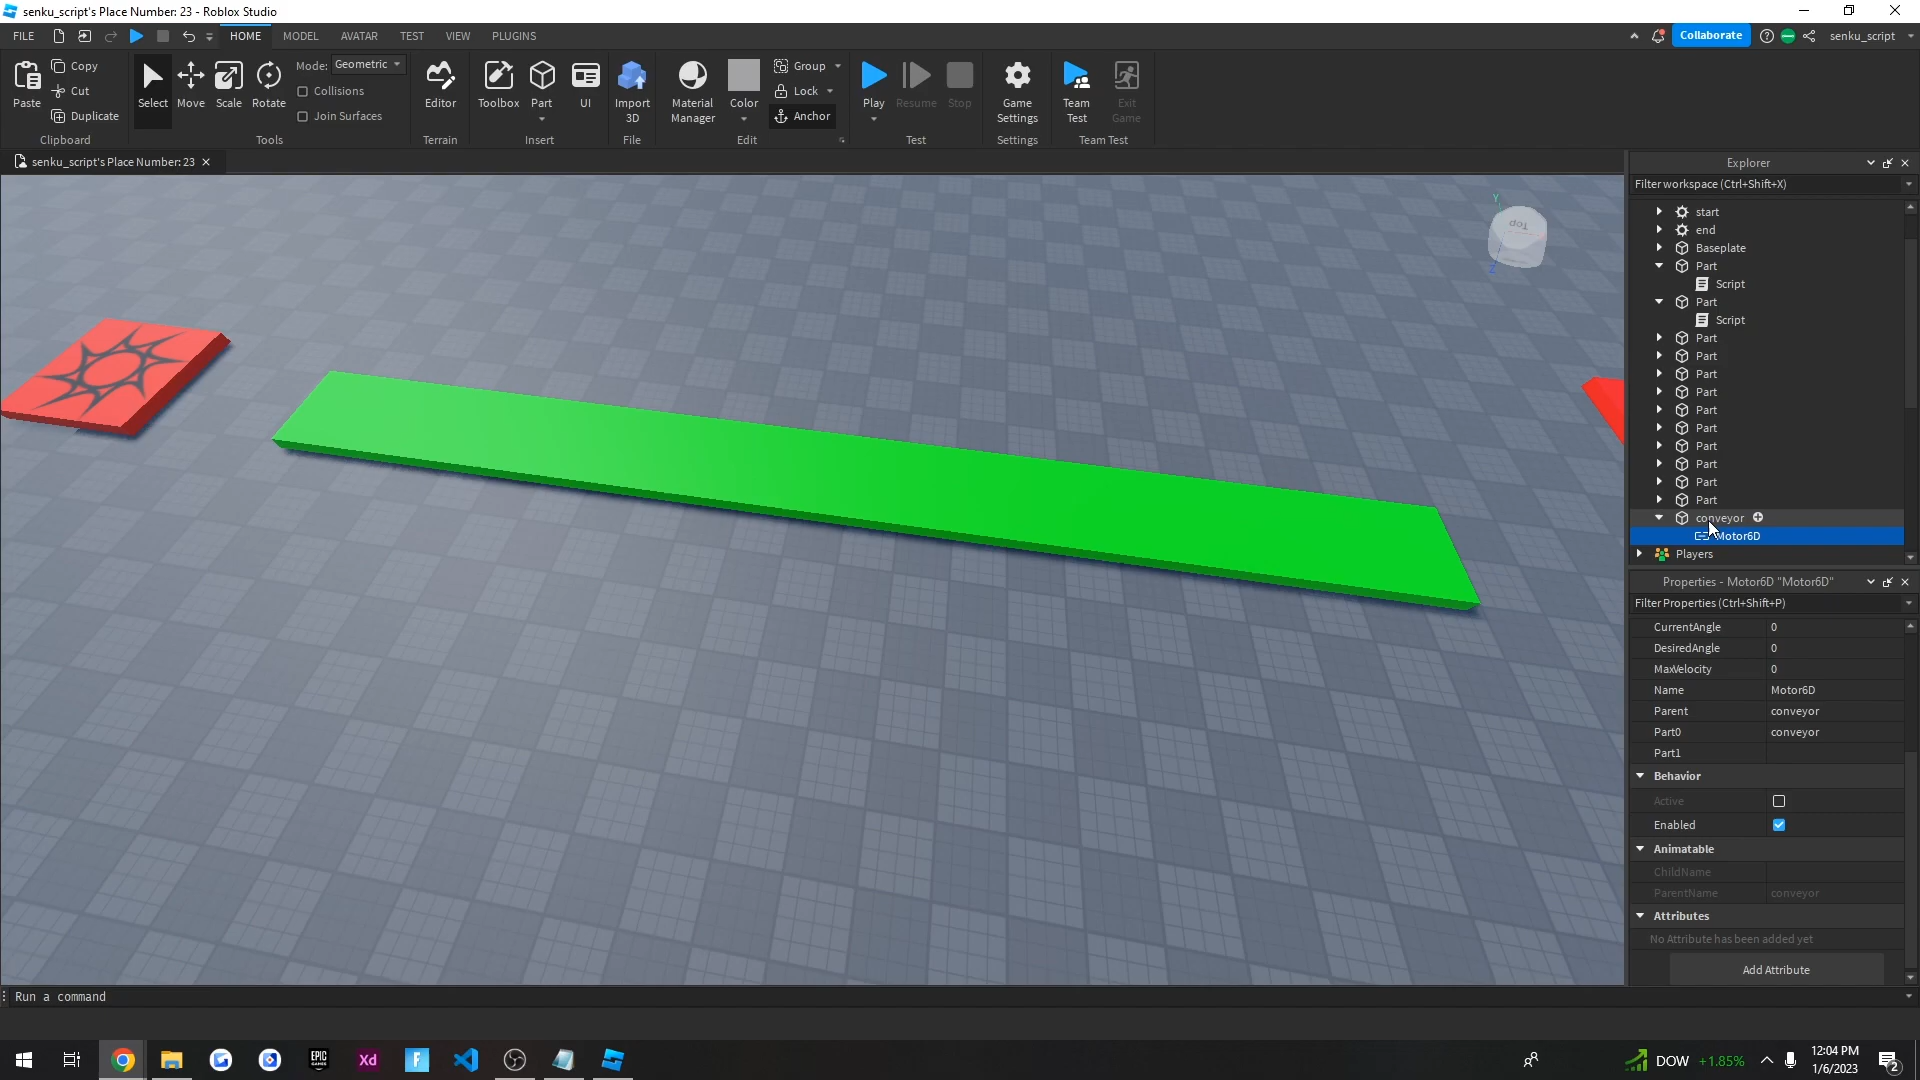 senku_script's Place Number: 23 - Roblox Studio
FILE HOME MODEL AVATAR TEST VIEW PLUGINS Collaborate senku_script
Paste Copy Cut Duplicate Clipboard
Select Move Scale Rotate Mode: Geometric Collisions Join Surfaces Tools
Editor Terrain
Toolbox Part UI Insert
Import 3D File
Material Manager Color Group Lock Anchor Edit
Play Resume Stop Test
Game Settings Settings
Team Test Exit Game Team Test
senku_script's Place Number: 23
Y
Top
Z
Explorer
Filter workspace (Ctrl+Shift+X)
start
end
Baseplate
Part
Script
Part
Script
Part
Part
Part
Part
Part
Part
Part
Part
Part
Part
conveyor
Motor6D
Players
Properties - Motor6D "Motor6D"
Filter Properties (Ctrl+Shift+P)
CurrentAngle 0
DesiredAngle 0
MaxVelocity 0
Name Motor6D
Parent conveyor
Part0 conveyor
Part1
Behavior
Active
Enabled
Animatable
ChildName
ParentName conveyor
Attributes
No Attribute has been added yet
Add Attribute
Run a command
EPIC GAMES Xd F DOW +1.85% 12:04 PM
1/6/2023 2